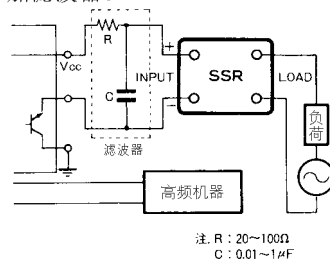 R
+
Vcc
INPUT
SSR
LOAD
C
−
滤波器
负荷
高频机器
注. R : 20～100Ω
C : 0.01～1μF